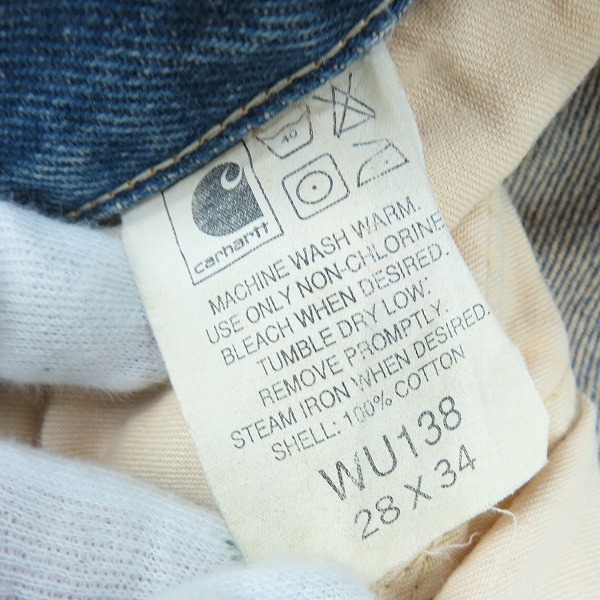 40
carhartt
MACHINE WASH WARM.
USE ONLY NON-CHLORINE
BLEACH WHEN DESIRED.
TUMBLE DRY LOW:
REMOVE PROMPTLY.
STEAM IRON WHEN DESIRED.
SHELL: 100% COTTON
WU138
28 X 34